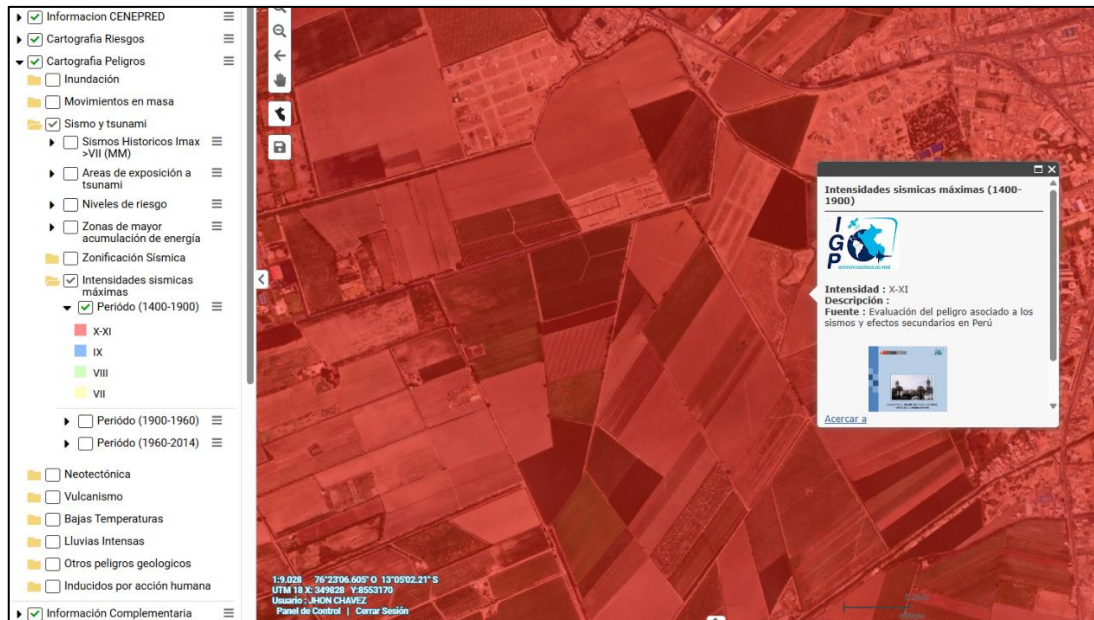 Informacion CENEPRED
Cartografia Riesgos
Cartografia Peligros
Inundación
Movimientos en masa
Sismo y tsunami
Sismos Historicos Imax
>VII (MM)
Areas de exposición a
tsunami
Niveles de riesgo
Zonas de mayor
acumulación de energía
Zonificación Sísmica
Intensidades sismicas
máximas
Periódo (1400-1900)
X-XI
IX
VIII
VII
Periódo (1900-1960)
Periódo (1960-2014)
Neotectónica
Vulcanismo
Bajas Temperaturas
Lluvias Intensas
Otros peligros geologicos
Inducidos por acción humana
Información Complementaria
Intensidades sismicas máximas (1400-
1900)
I
G
P
Intensidad : X-XI
Descripción :
Fuente : Evaluación del peligro asociado a los
sismos y efectos secundarios en Perú
Acercar a
1:9.028 76°23'06.605" O 13°05'02.21" S
UTM 18 X: 349828 Y:8553170
Usuario : JHON CHAVEZ
Panel de Control | Cerrar Sesión